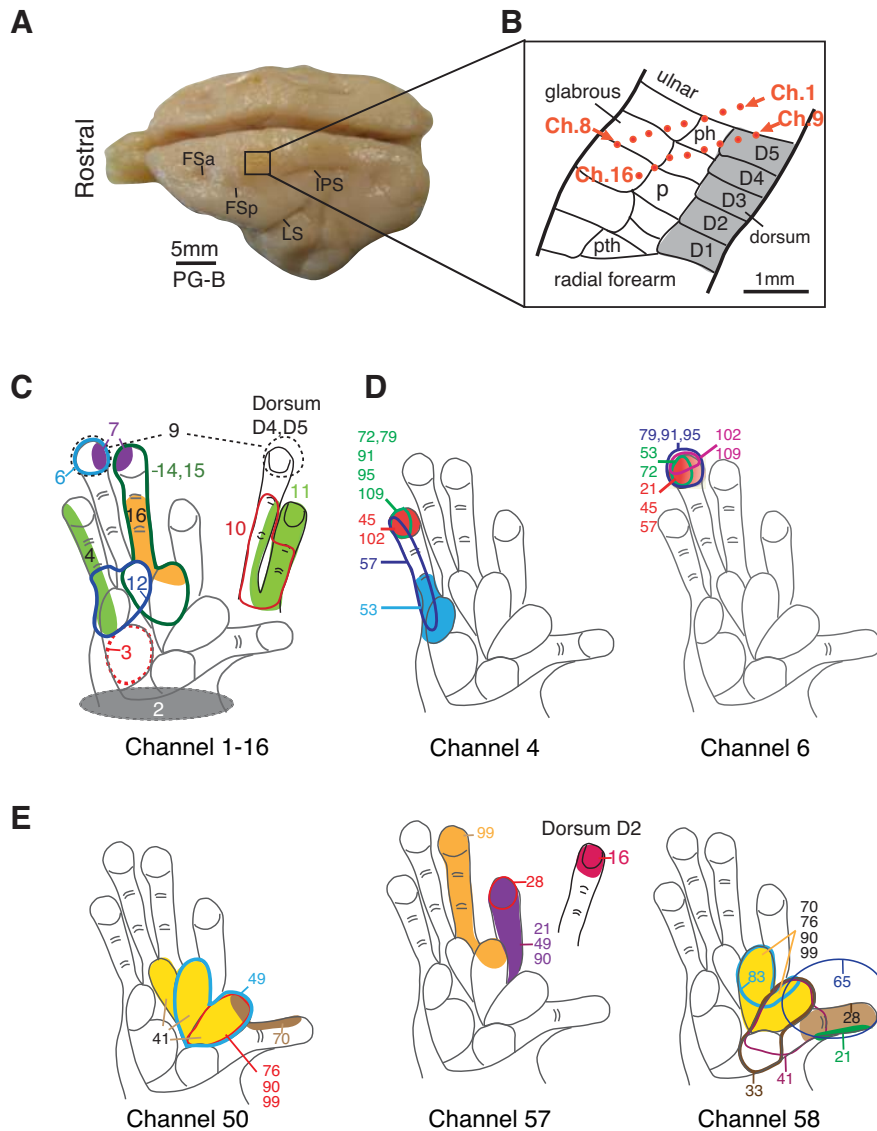 A
Rostral
FSa
FSp
IPS
LS
5mm
PG-B
B
ulnar
glabrous
Ch.1
Ch.8
ph
Ch.9
Ch.16
p
D5
D4
D3
D2
D1
pth
dorsum
radial forearm
1mm
C
7
9
Dorsum
D4,D5
6
14,15
11
16
10
4
12
3
2
Channel 1-16
D
72,79
91
95
109
45
102
57
53
Channel 4
79,91,95
53
72
21
45
57
102
109
Channel 6
E
49
41
70
76
90
99
Channel 50
99
Dorsum D2
28
16
21
49
90
Channel 57
70
76
90
99
83
65
28
21
41
33
Channel 58